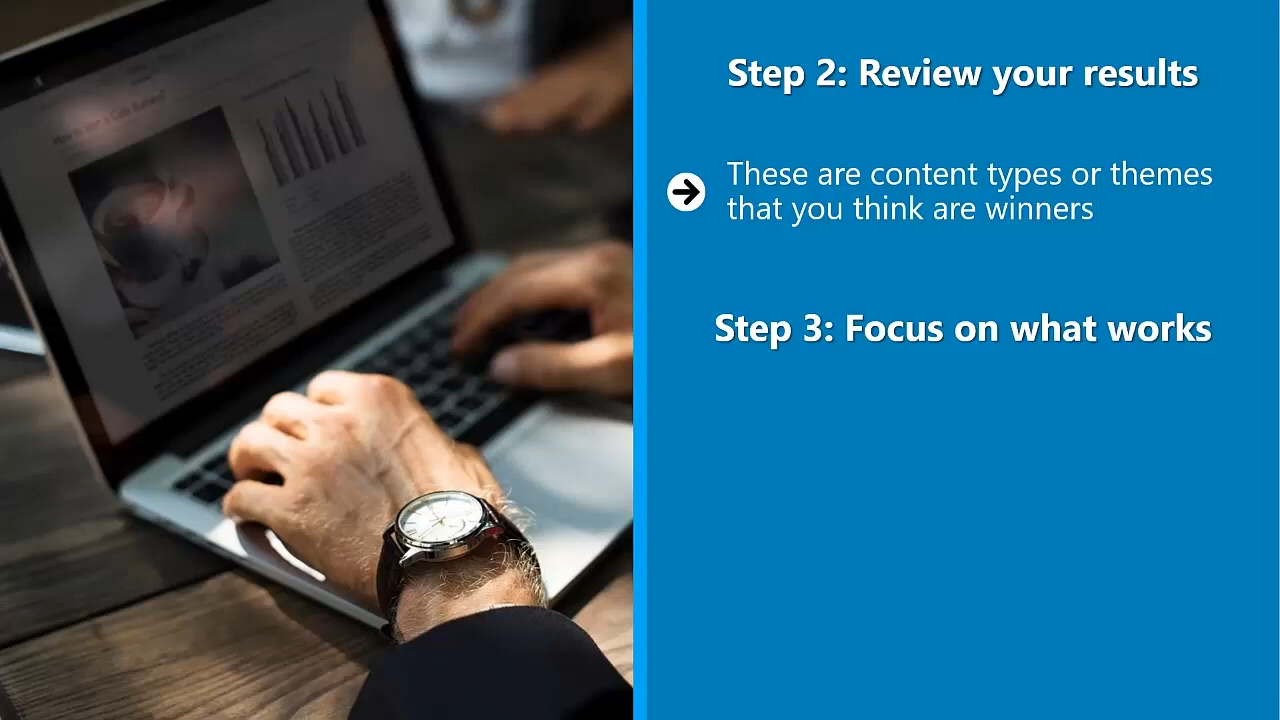 Step 2: Review your results
These are content types or themes
that you think are winners
Step 3: Focus on what works